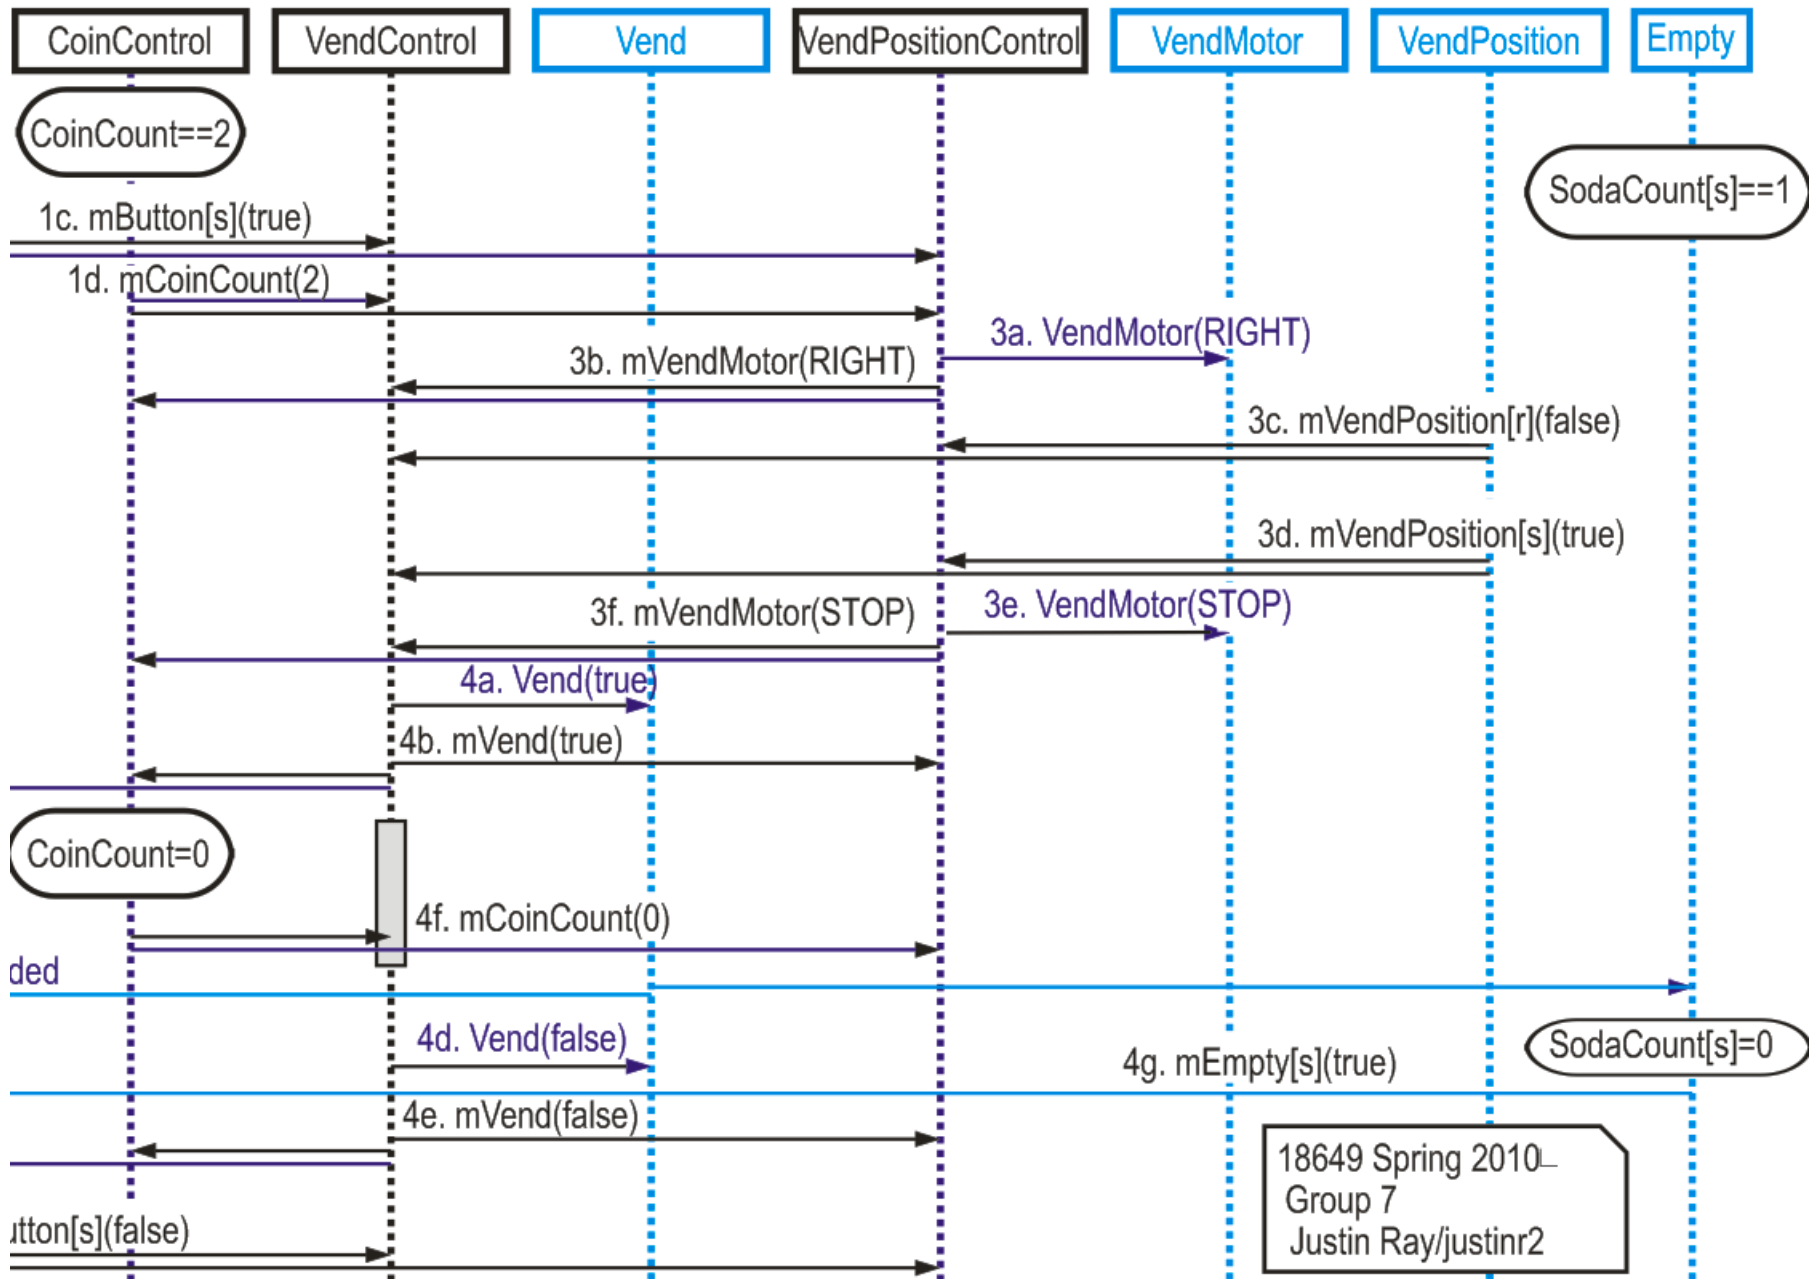 CoinControl
VendControl
Vend
VendPositionControl
VendMotor
VendPosition
Empty
CoinCount==2
SodaCount[s]==1
1c. mButton[s](true)
1d. mCoinCount(2)
3a. VendMotor(RIGHT)
3b. mVendMotor(RIGHT)
3c. mVendPosition[r](false)
3d. mVendPosition[s](true)
3e. VendMotor(STOP)
3f. mVendMotor(STOP)
4a. Vend(true)
4b. mVend(true)
CoinCount=0
4f. mCoinCount(0)
ded
4d. Vend(false)
SodaCount[s]=0
4g. mEmpty[s](true)
4e. mVend(false)
18649 Spring 2010
Group 7
Justin Ray/justinr2
utton[s](false)